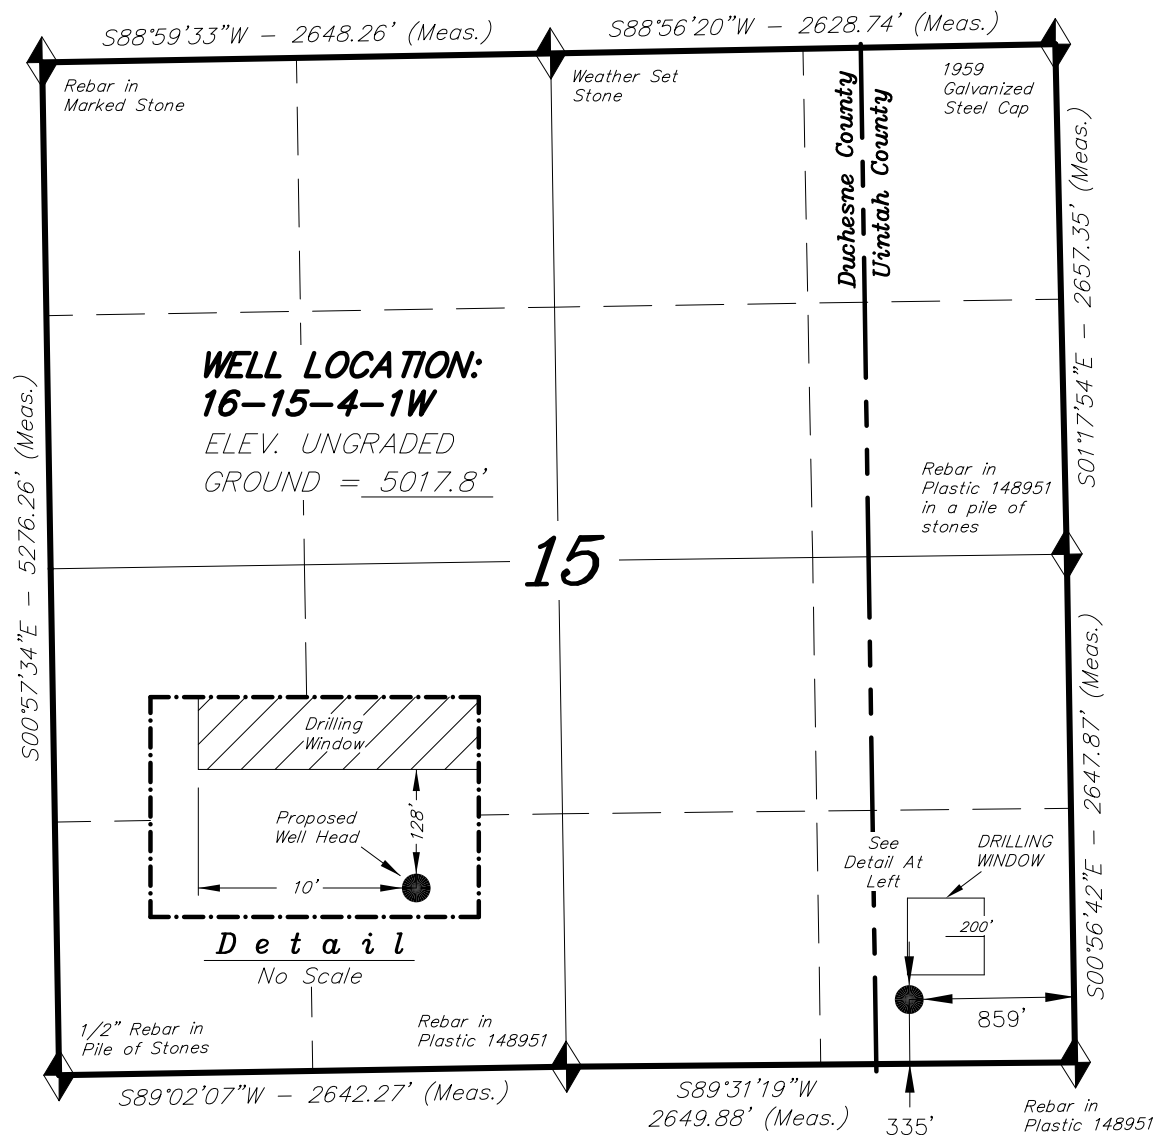 S88°59'33"W – 2648.26' (Meas.)
S88°56'20"W – 2628.74' (Meas.)
Rebar in
Marked Stone
Weather Set
Stone
1959
Galvanized
Steel Cap
Duchesne County
Uintah County
S01°17'54"E – 2657.35' (Meas.)
WELL LOCATION:
16–15–4–1W
ELEV. UNGRADED
GROUND = 5017.8'
S00°57'34"E – 5276.26' (Meas.)
Rebar in
Plastic 148951
in a pile of
stones
15
Drilling
Window
Proposed
Well Head
128'
10'
Detail
No Scale
See
Detail At
Left
DRILLING
WINDOW
200'
S00°56'42"E – 2647.87' (Meas.)
859'
1/2" Rebar in
Pile of Stones
Rebar in
Plastic 148951
S89°02'07"W – 2642.27' (Meas.)
S89°31'19"W
2649.88' (Meas.)
335'
Rebar in
Plastic 148951